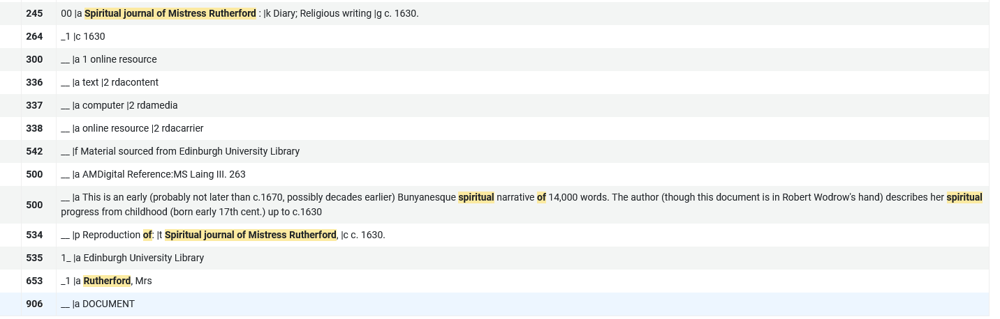 245 00 |a Spiritual journal of Mistress Rutherford : |k Diary; Religious writing |g c. 1630.
264 _1 |c 1630
300 __ |a 1 online resource
336 __ |a text |2 rdacontent
337 __ |a computer |2 rdamedia
338 __ |a online resource |2 rdacarrier
542 __ |f Material sourced from Edinburgh University Library
500 __ |a AMDigital Reference:MS Laing III. 263
500 __ |a This is an early (probably not later than c.1670, possibly decades earlier) Bunyanesque spiritual narrative of 14,000 words. The author (though this document is in Robert Wodrow's hand) describes her spiritual
progress from childhood (born early 17th cent.) up to c.1630
534 __ |p Reproduction of: |t Spiritual journal of Mistress Rutherford, |c c. 1630.
535 1_ |a Edinburgh University Library
653 _1 |a Rutherford, Mrs
906 __ |a DOCUMENT